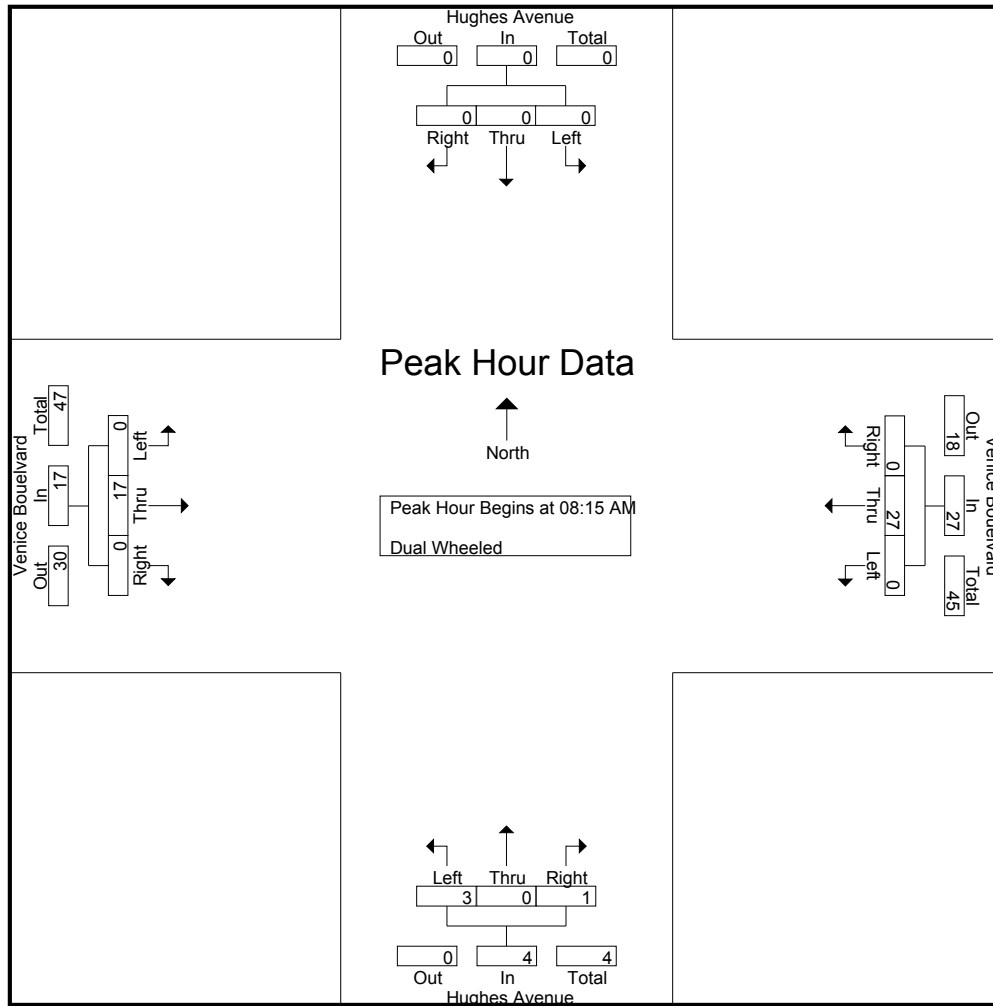 Hughes Avenue
Out In Total
0 0 0
0 0 0
Right Thru Left
Peak Hour Data
North
Peak Hour Begins at 08:15 AM
Dual Wheeled
Venice Bouelvard
Total 47
In 17
Out 30
0 17 0
Left Thru Right
Right Thru Left
0 27 0
Out 18
In 27
Total 45
Venice Bouelvard
Left Thru Right
3 0 1
0 4 4
Out In Total
Hughes Avenue